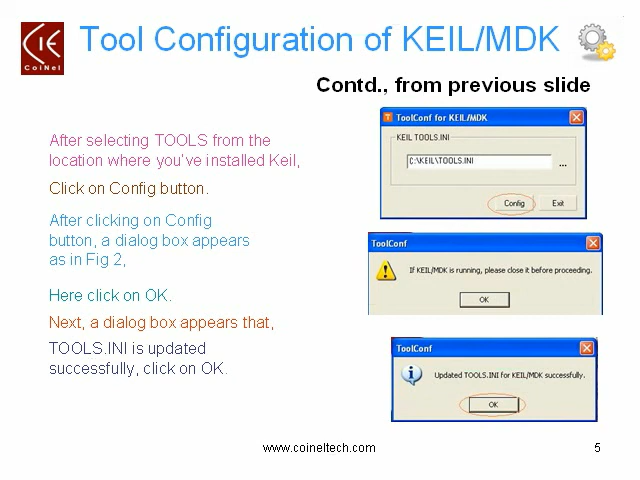 CIE
CoiNel
Tool Configuration of KEIL/MDK
Contd., from previous slide
After selecting TOOLS from the
location where you've installed Keil,
Click on Config button.
After clicking on Config
button, a dialog box appears
as in Fig 2,
Here click on OK.
Next, a dialog box appears that,
TOOLS.INI is updated
successfully, click on OK.
T ToolConf for KEIL/MDK
KEIL TOOLS.INI
C:\KEIL\TOOLS.INI ...
Config Exit
ToolConf
If KEIL/MDK is running, please close it before proceeding.
OK
ToolConf
Updated TOOLS.INI for KEIL/MDK successfully.
OK
www.coineltech.com 5